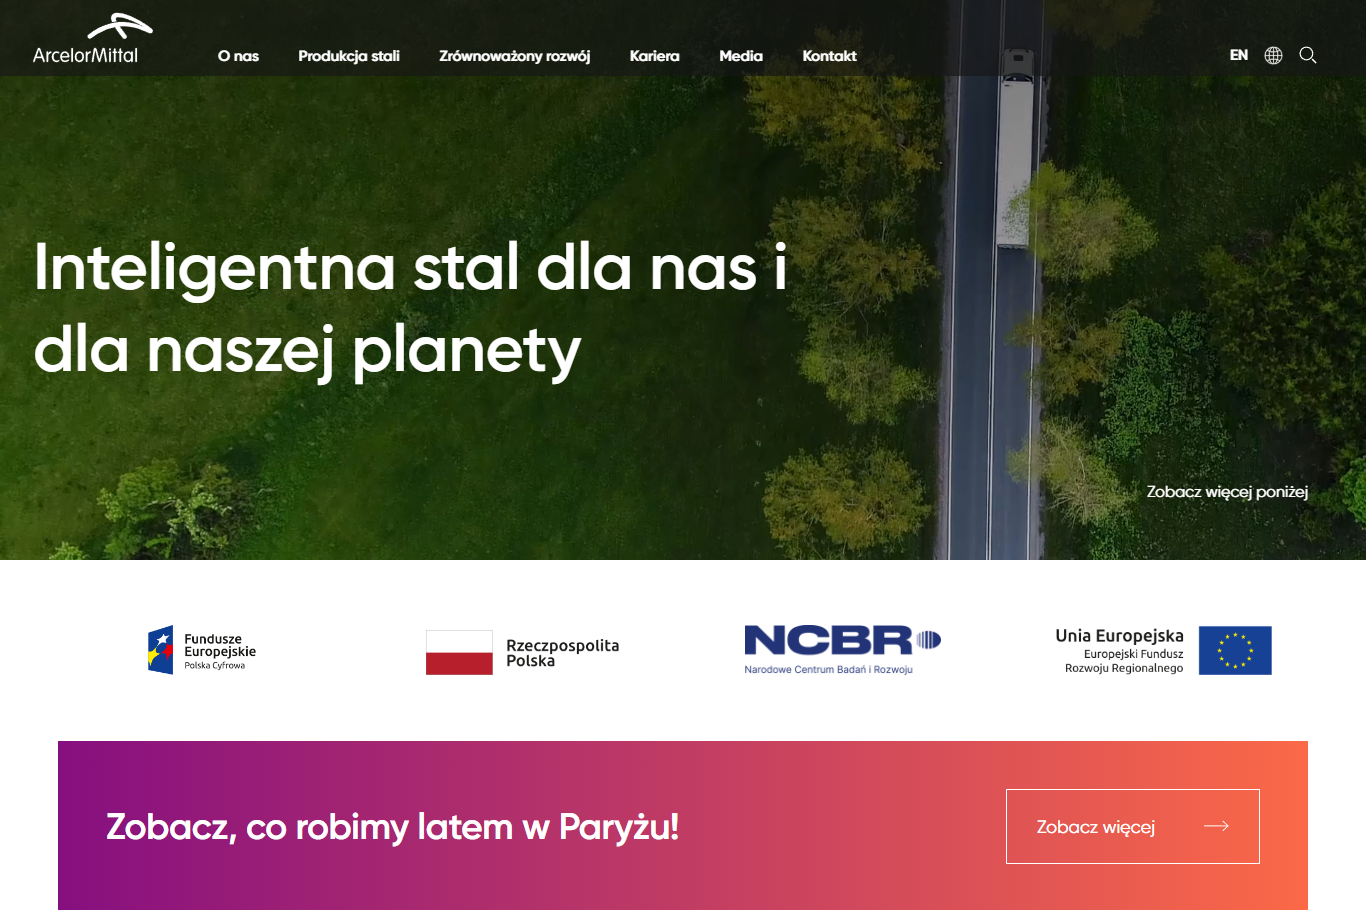 ArcelorMittal
O nas
Produkcja stali
Zrównoważony rozwój
Kariera
Media
Kontakt
EN
Inteligentna stal dla nas i
dla naszej planety
Zobacz więcej poniżej
Fundusze
Europejskie
Polska Cyfrowa
Rzeczpospolita
Polska
NCBR
Narodowe Centrum Badań i Rozwoju
Unia Europejska
Europejski Fundusz
Rozwoju Regionalnego
Zobacz, co robimy latem w Paryżu!
Zobacz więcej